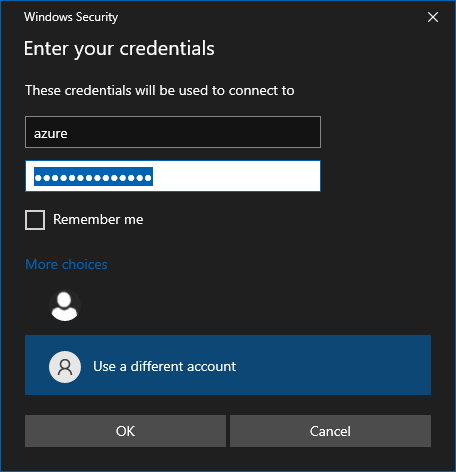 Windows Security
Enter your credentials
These credentials will be used to connect to
azure
●●●●●●●●●●●●●●
Remember me
More choices
Use a different account
OK
Cancel